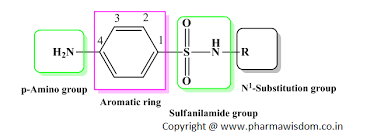 3 2
4 1
O
H₂N S N R
H
O
p-Amino group
Aromatic ring
N¹-Substitution group
Sulfanilamide group
Copyright @ www.pharmawisdom.co.in